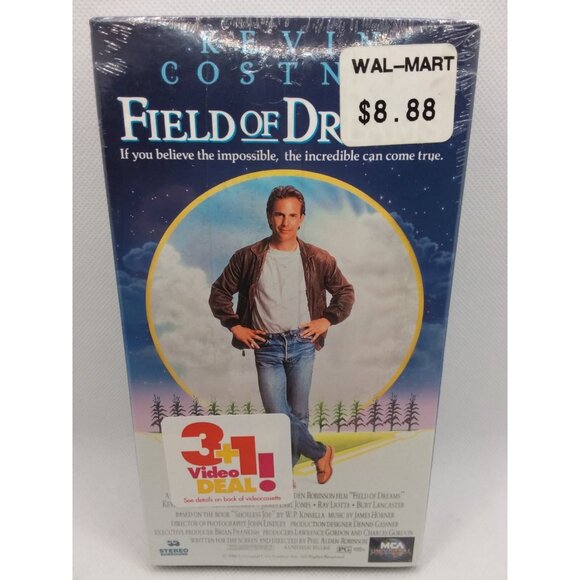 KEVIN
COSTN
WAL-MART
$8.88
FIELD OF DR
If you believe the impossible, the incredible can come true.
3+1!
Video
DEAL
See details on back of videocassette
DEN ROBINSON FILM "FIELD OF DREAMS"
JONES • RAY LIOTTA • BURT LANCASTER
BASED ON THE BOOK "SHOELESS JOE" BY W.P. KINSELLA MUSIC BY JAMES HORNER
DIRECTOR OF PHOTOGRAPHY JOHN LINDLEY PRODUCTION DESIGNER DENNIS GASSNER
EXECUTIVE PRODUCER BRIAN FRANKISH PRODUCERS LAWRENCE GORDON AND CHARLES GORDON
WRITTEN FOR THE SCREEN AND DIRECTED BY PHIL ALDEN ROBINSON
STEREO
A UNIVERSAL RELEASE
PG
MCA
UNIVERSAL